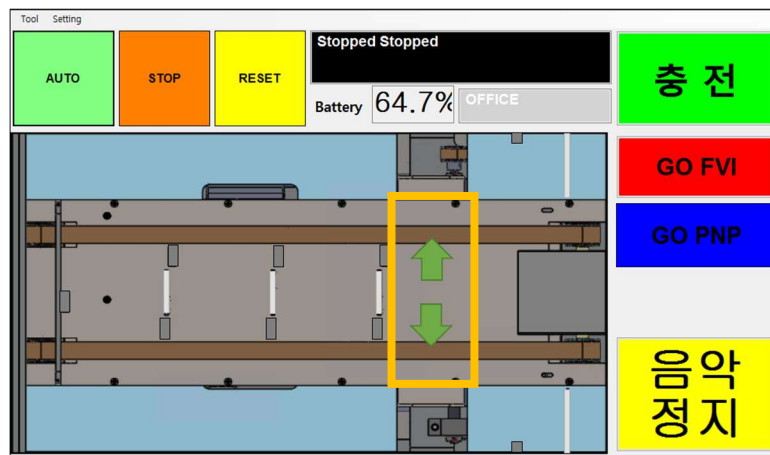 Tool Setting
AUTO
STOP
RESET
Stopped Stopped
Battery 64.7% OFFICE
충 전
GO FVI
GO PNP
음악
정지